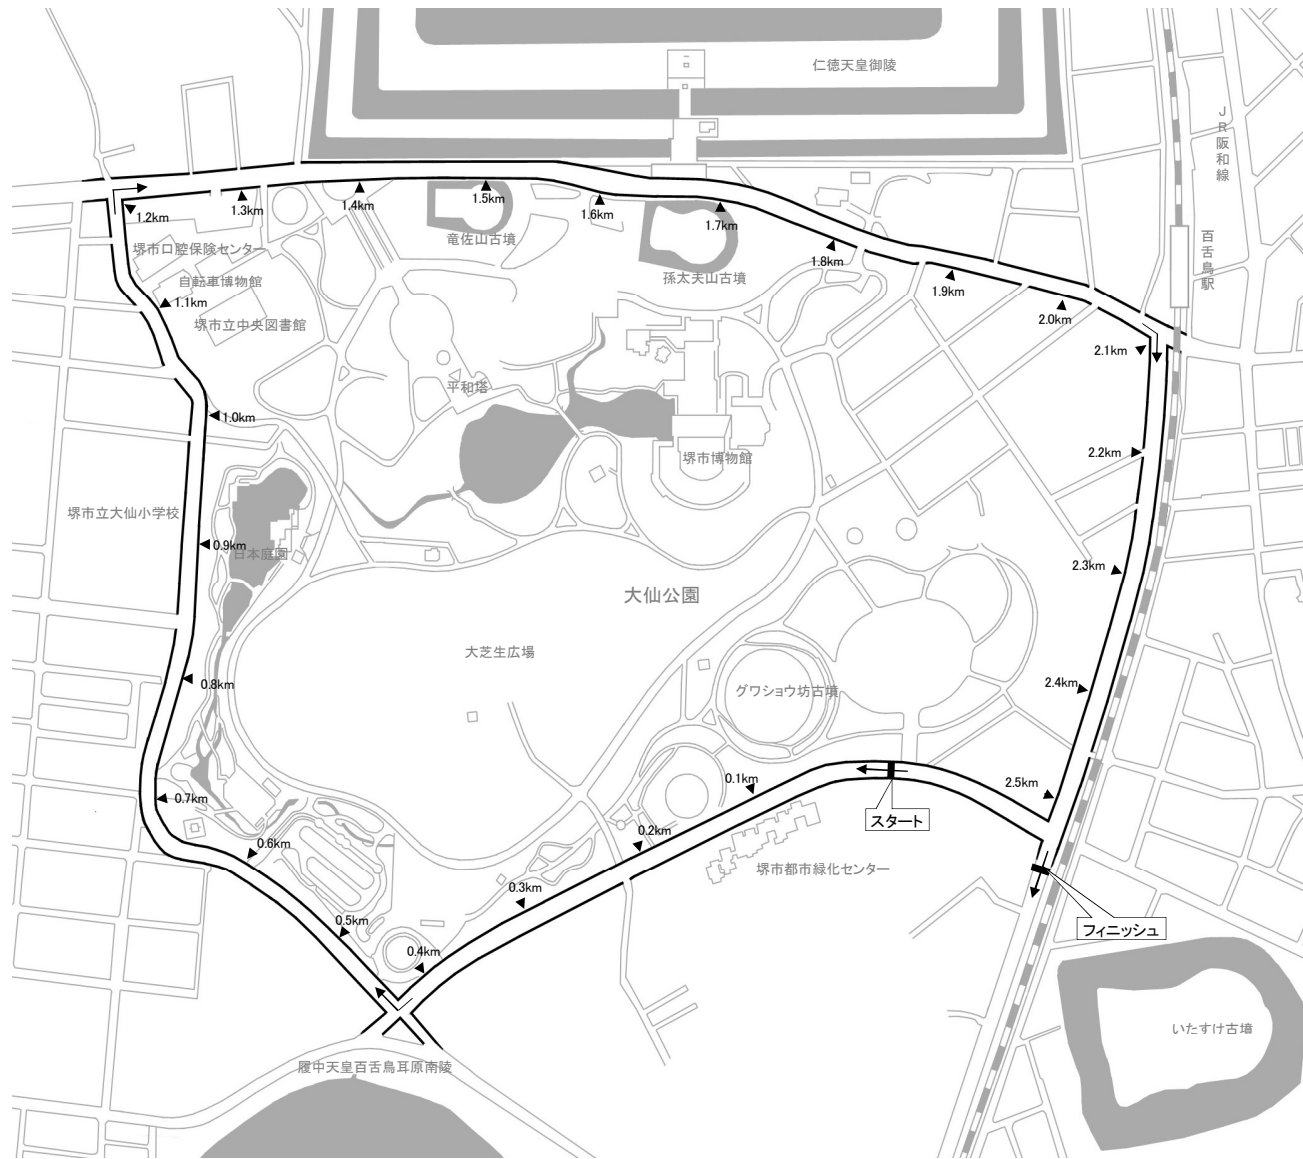 仁徳天皇御陵
JR阪和線
百舌鳥駅
1.2km
1.3km
1.4km
1.5km
1.6km
1.7km
1.8km
1.9km
2.0km
2.1km
堺市口腔保険センター
自転車博物館
1.1km
堺市立中央図書館
竜佐山古墳
孫太夫山古墳
平和塔
1.0km
堺市博物館
2.2km
堺市立大仙小学校
0.9km
日本庭園
2.3km
大仙公園
大芝生広場
0.8km
グワショウ坊古墳
2.4km
0.7km
0.1km
2.5km
スタート
0.6km
0.2km
堺市都市緑化センター
0.3km
0.5km
0.4km
フィニッシュ
いたすけ古墳
履中天皇百舌鳥耳原南陵